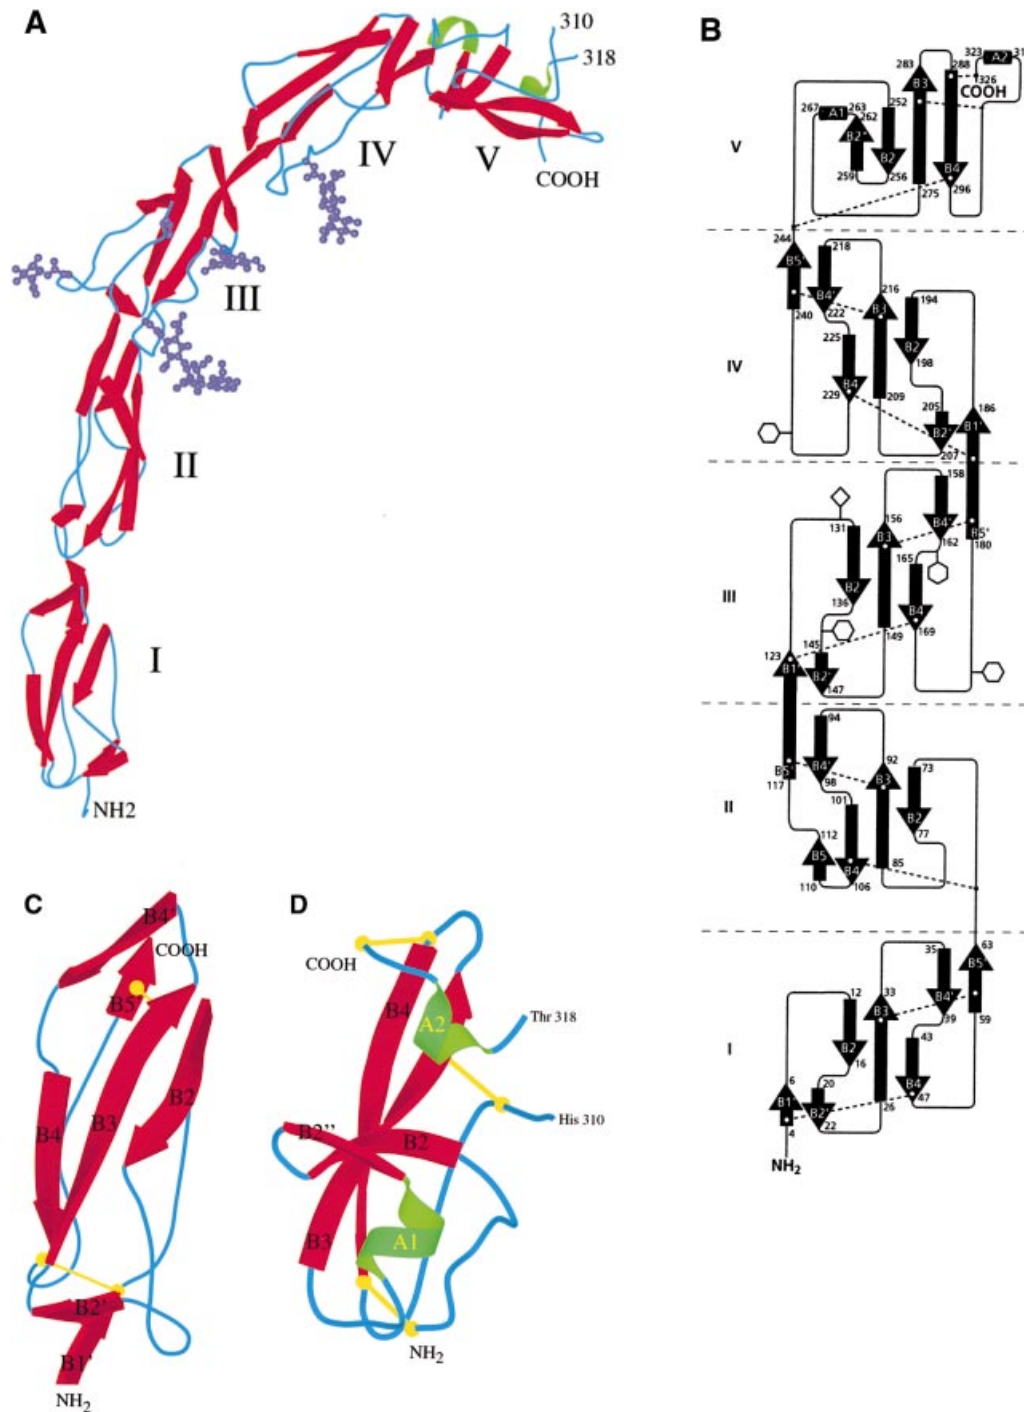 A
310
318
IV
V
COOH
III
II
I
NH2
B
323
A2
31
283
288
B3
326
COOH
267
A1
263
262
252
B2"
B2
V
259
256
B4
275
296
244
218
B5'
216
B4'
194
B3
240
222
B2
225
198
IV
B4
186
229
209
205
B1'
B2'
207
158
131
156
B4'
B3
B5'
162
180
165
B2
III
136
B4
145
149
169
123
B1'
B2'
147
94
92
73
B5'
B4'
B3
117
98
II
101
B2
112
77
B5
B4
85
110
106
35
63
B5'
12
33
B4'
B3
39
59
I
B2
43
16
6
20
B4
B1'
26
47
B2'
4
22
NH2
C
B4'
COOH
B5'
B2
B3
B4
B2'
B1'
NH2
D
COOH
B4
A2
Thr 318
His 310
B2"
B2
B3
A1
NH2